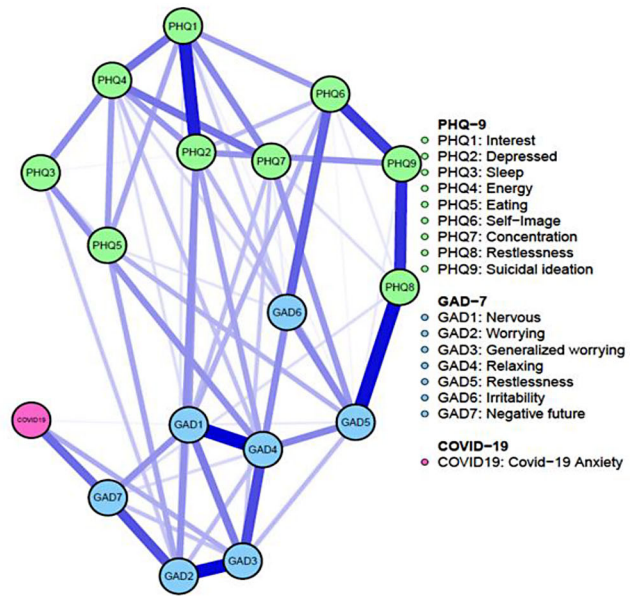 PHQ1
PHQ4
PHQ6
PHQ2
PHQ7
PHQ9
PHQ3
PHQ5
PHQ8
GAD6
COVID19
GAD1
GAD5
GAD4
GAD7
GAD3
GAD2
PHQ−9
PHQ1: Interest
PHQ2: Depressed
PHQ3: Sleep
PHQ4: Energy
PHQ5: Eating
PHQ6: Self−Image
PHQ7: Concentration
PHQ8: Restlessness
PHQ9: Suicidal ideation
GAD−7
GAD1: Nervous
GAD2: Worrying
GAD3: Generalized worrying
GAD4: Relaxing
GAD5: Restlessness
GAD6: Irritability
GAD7: Negative future
COVID−19
COVID19: Covid−19 Anxiety